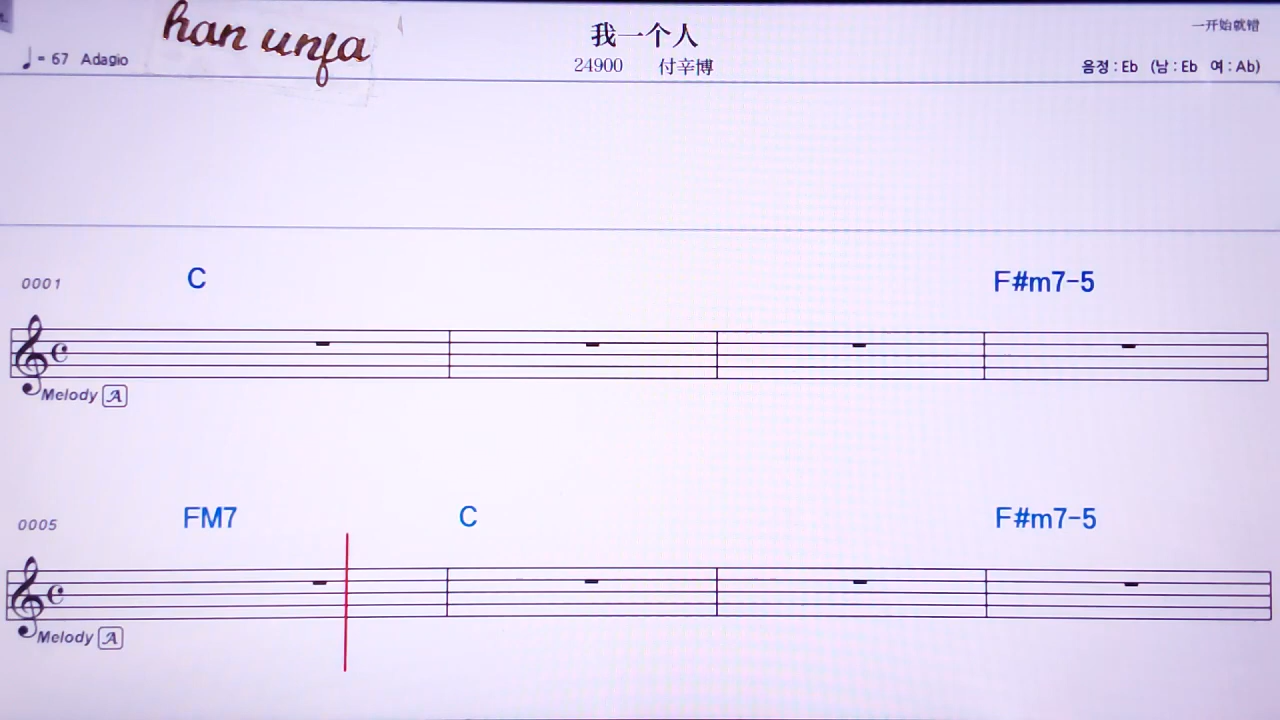 han unfa
我一个人
一开始就错
♩= 67 Adagio
24900 付辛博
음정 : Eb (남 : Eb 여 : Ab)
0001 C F#m7-5
Melody A
0005 FM7 C F#m7-5
Melody A